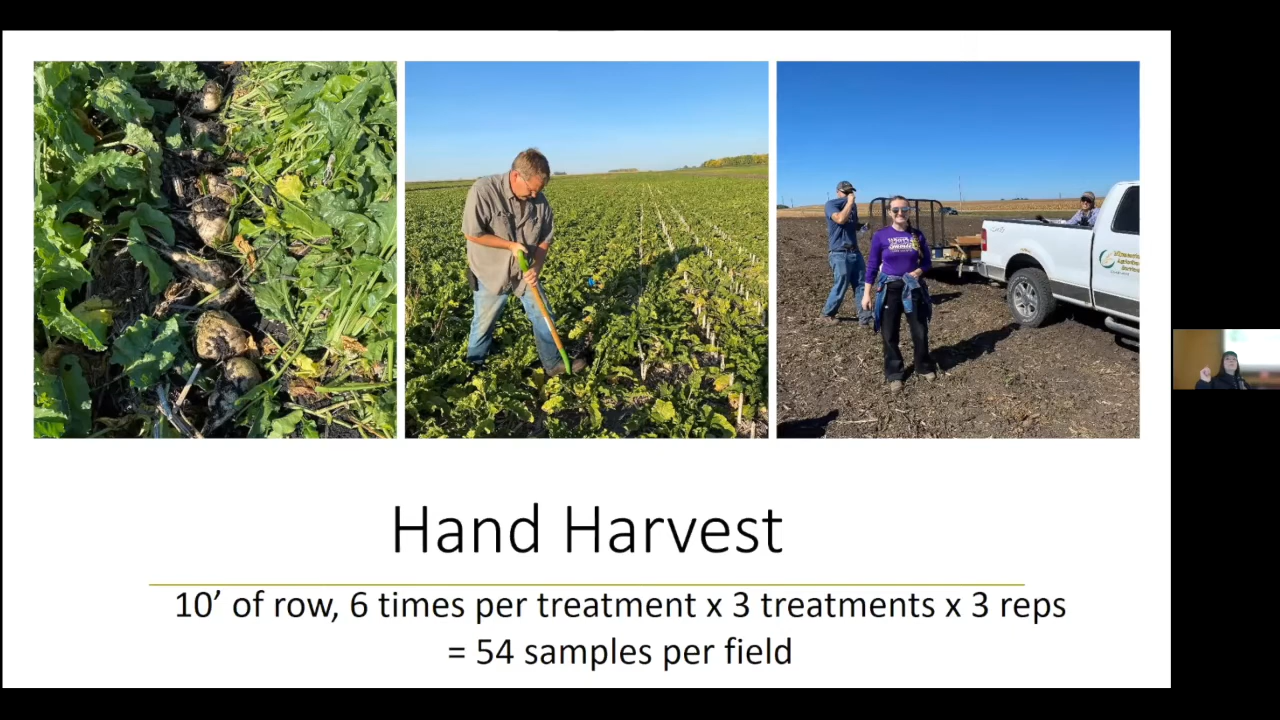 Hand Harvest
10’ of row, 6 times per treatment x 3 treatments x 3 reps
= 54 samples per field